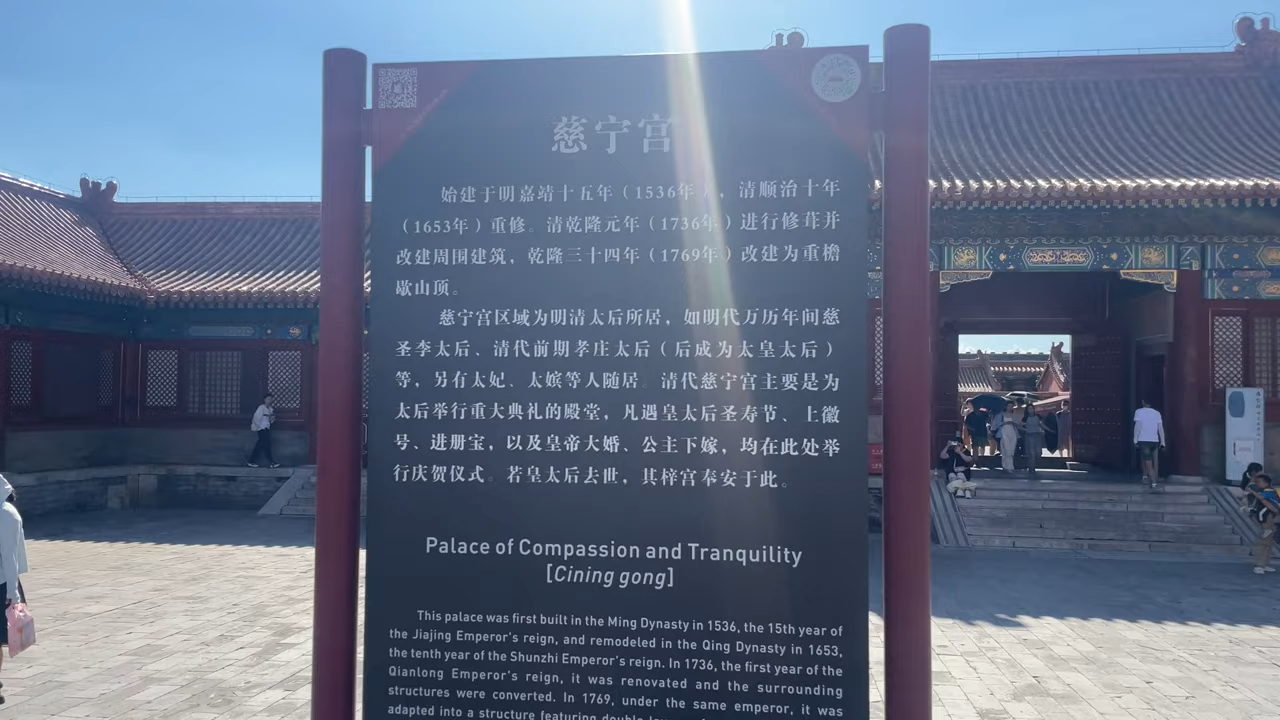 慈宁宫
始建于明嘉靖十五年（1536年），清顺治十年
（1653年）重修。清乾隆元年（1736年）进行修葺并
改建周围建筑，乾隆三十四年（1769年）改建为重檐
歇山顶。
慈宁宫区域为明清太后所居，如明代万历年间慈
圣李太后、清代前期孝庄太后（后成为太皇太后）
等，另有太妃、太嫔等人随居。清代慈宁宫主要是为
太后举行重大典礼的殿堂，凡遇皇太后圣寿节、上徽
号、进册宝，以及皇帝大婚、公主下嫁，均在此处举
行庆贺仪式。若皇太后去世，其梓宫奉安于此。
Palace of Compassion and Tranquility
[Cining gong]
This palace was first built in the Ming Dynasty in 1536, the 15th year of
the Jiajing Emperor's reign, and remodeled in the Qing Dynasty in 1653,
the tenth year of the Shunzhi Emperor's reign. In 1736, the first year of the
Qianlong Emperor's reign, it was renovated and the surrounding
structures were converted. In 1769, under the same emperor, it was
adapted into a structure featuring double